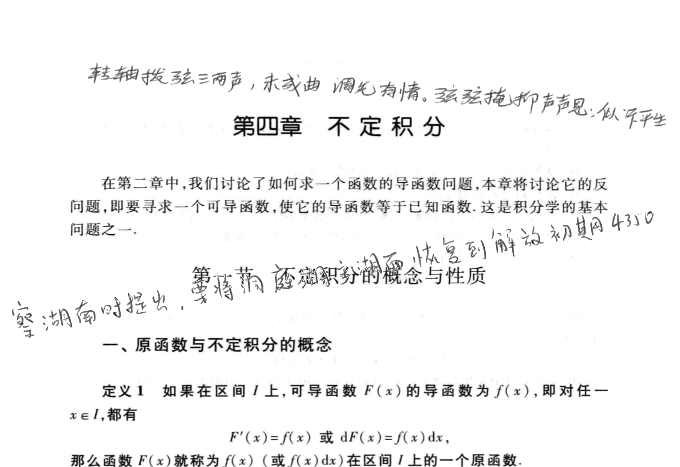 转轴拨弦三两声，未成曲调先有情。弦弦掩抑声声思：似诉平生
第四章 不定积分
在第二章中,我们讨论了如何求一个函数的导函数问题,本章将讨论它的反
问题,即要寻求一个可导函数,使它的导函数等于已知函数.这是积分学的基本
问题之一.
第一节 不定积分的概念与性质
察湖南时提出，要将洞庭湖 湖面恢复到解放初期4350
一、原函数与不定积分的概念
定义1 如果在区间 I 上,可导函数 F(x)的导函数为 f(x),即对任一
x∈I,都有
F′(x)=f(x) 或 dF(x)=f(x)dx,
那么函数 F(x)就称为 f(x) (或 f(x)dx)在区间 I 上的一个原函数.